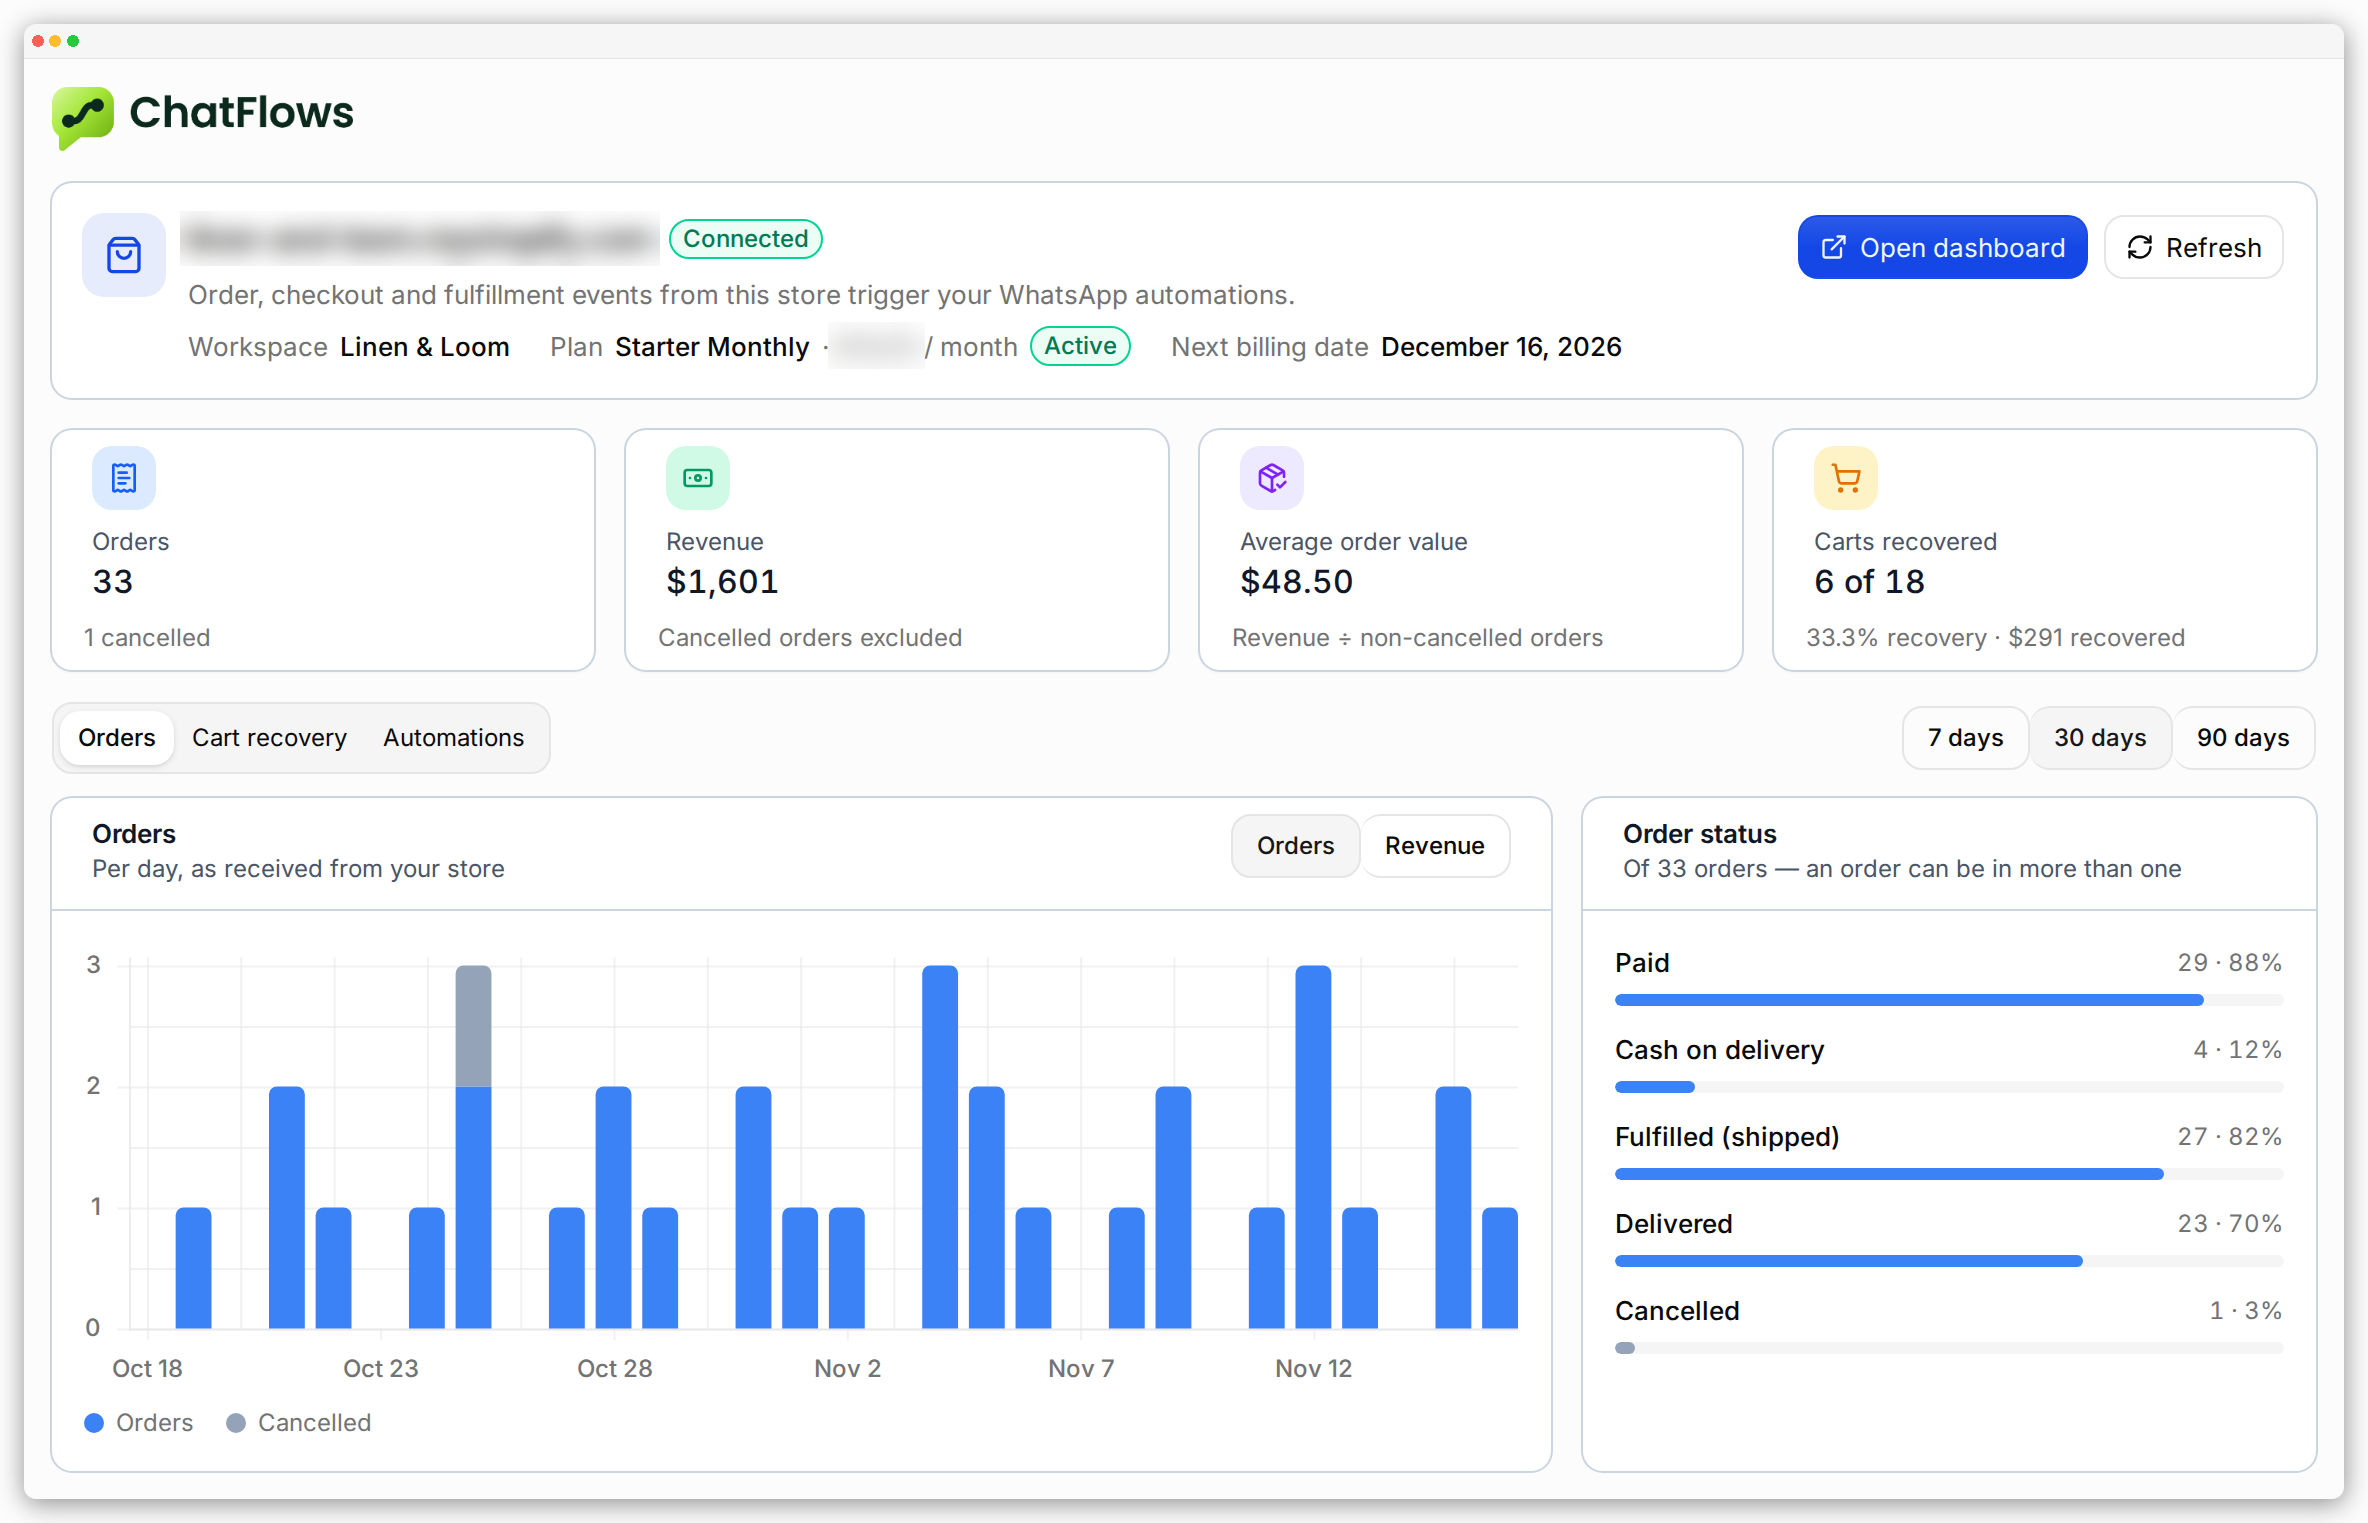 ChatFlows
Connected
Open dashboard
Refresh
Order, checkout and fulfillment events from this store trigger your WhatsApp automations.
Workspace Linen & Loom Plan Starter Monthly · / month Active Next billing date December 16, 2026
Orders
33
1 cancelled
Revenue
$1,601
Cancelled orders excluded
Average order value
$48.50
Revenue ÷ non-cancelled orders
Carts recovered
6 of 18
33.3% recovery · $291 recovered
Orders Cart recovery Automations
7 days 30 days 90 days
Orders
Per day, as received from your store
Orders Revenue
3
2
1
0
Oct 18 Oct 23 Oct 28 Nov 2 Nov 7 Nov 12
Orders Cancelled
Order status
Of 33 orders — an order can be in more than one
Paid 29 · 88%
Cash on delivery 4 · 12%
Fulfilled (shipped) 27 · 82%
Delivered 23 · 70%
Cancelled 1 · 3%